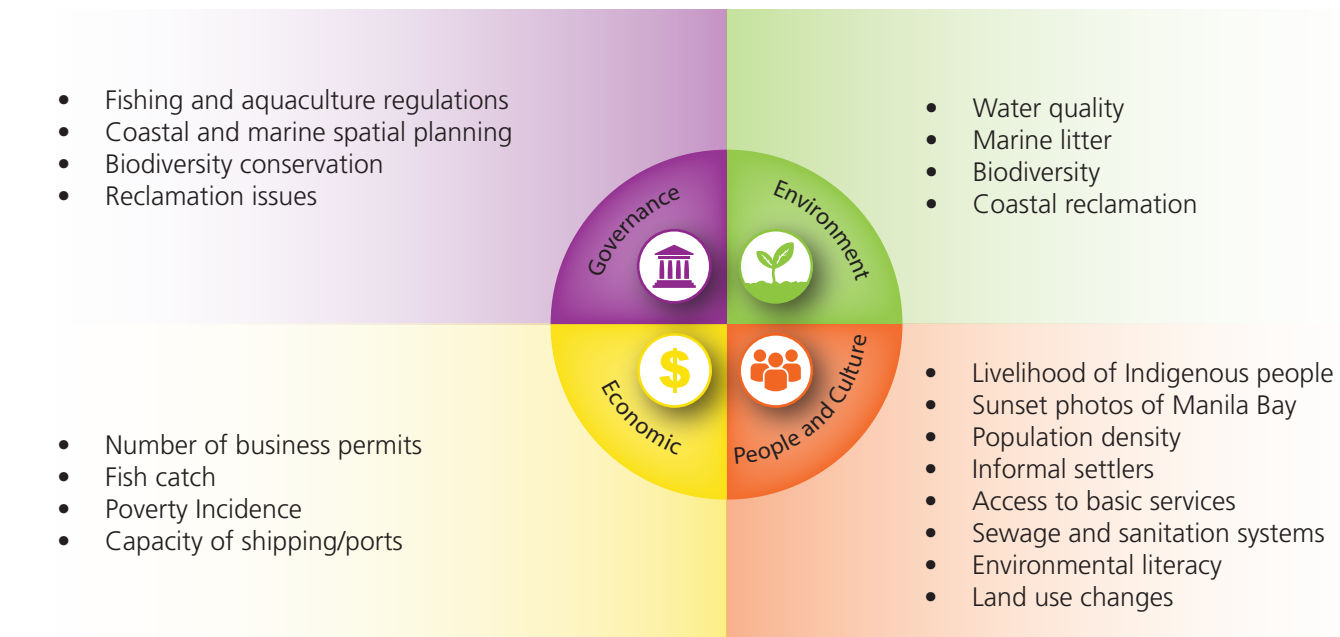 • Fishing and aquaculture regulations
• Coastal and marine spatial planning
• Biodiversity conservation
• Reclamation issues
• Water quality
• Marine litter
• Biodiversity
• Coastal reclamation
Governance
Environment
$
Economic
People and Culture
• Number of business permits
• Fish catch
• Poverty Incidence
• Capacity of shipping/ports
• Livelihood of Indigenous people
• Sunset photos of Manila Bay
• Population density
• Informal settlers
• Access to basic services
• Sewage and sanitation systems
• Environmental literacy
• Land use changes